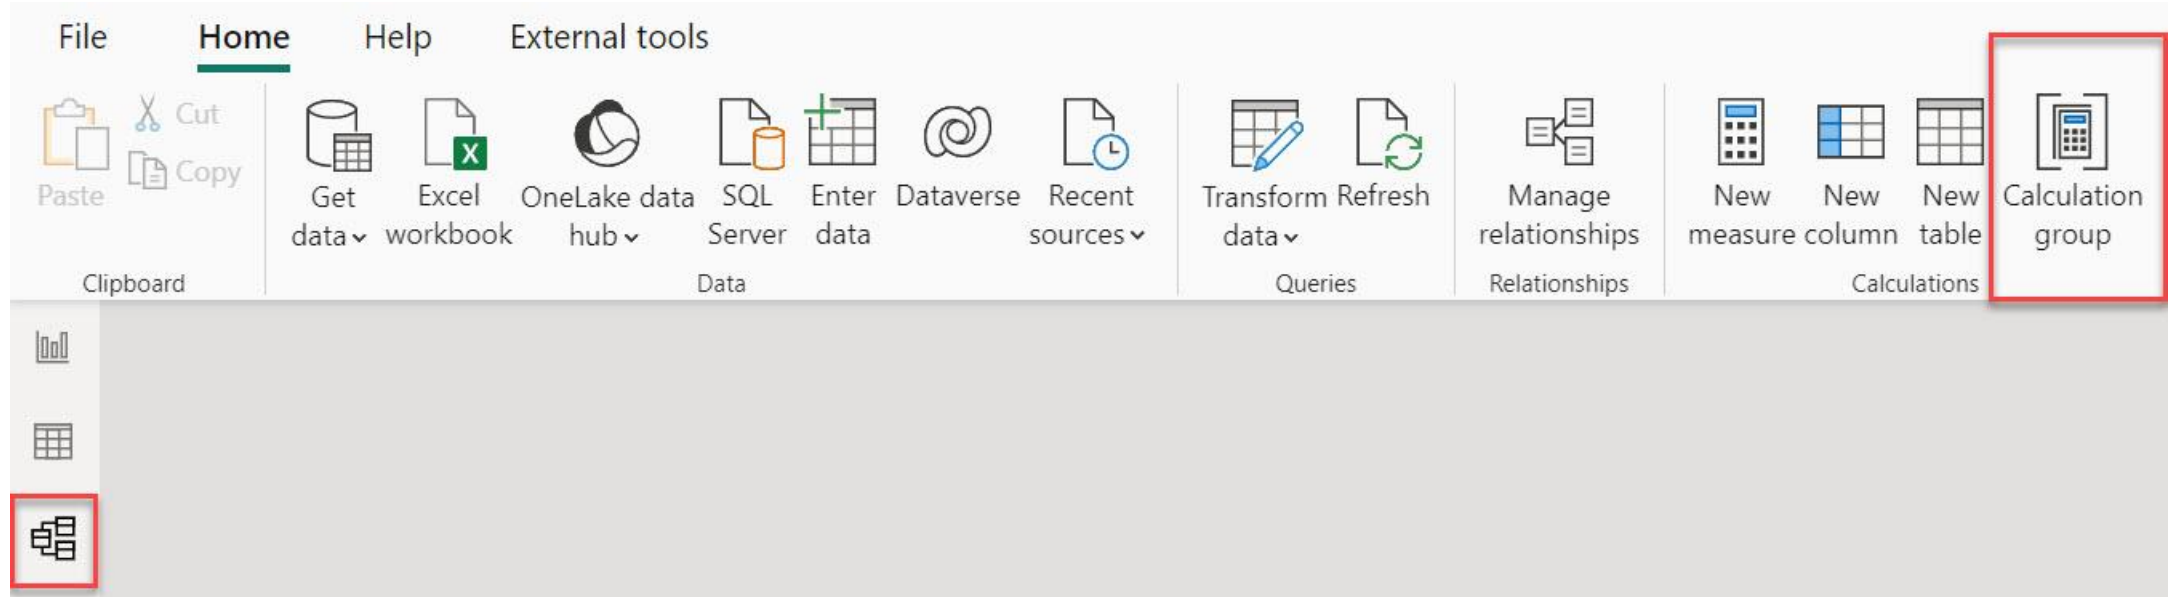 File Home Help External tools
Cut
Copy
Paste
Get data
Excel workbook
OneLake data hub
SQL Server
Enter data
Dataverse
Recent sources
Transform data
Refresh
Manage relationships
New measure
New column
New table
Calculation group
Clipboard Data Queries Relationships Calculations